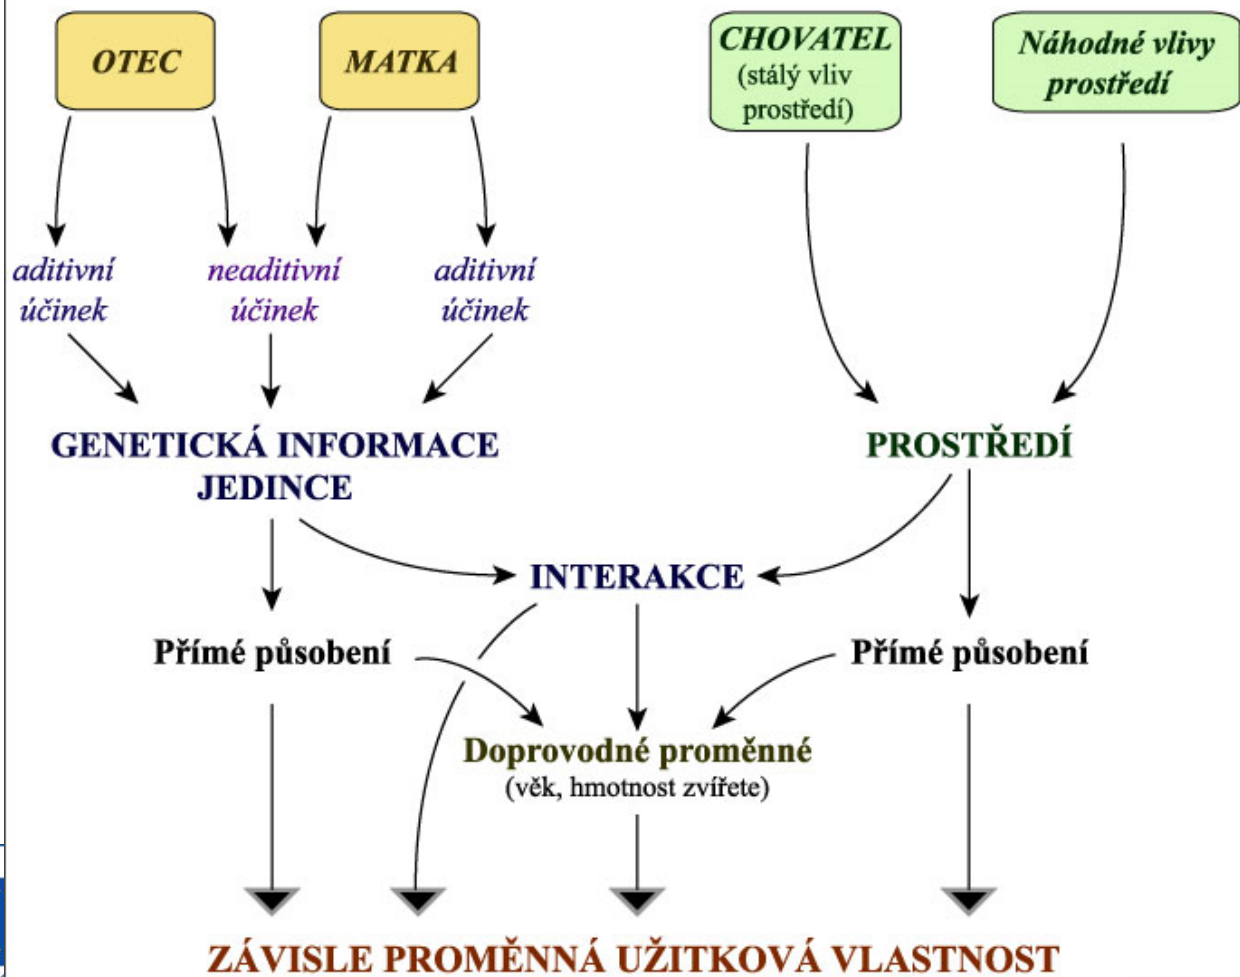 OTEC
MATKA
CHOVATEL
(stálý vliv
prostředí)
Náhodné vlivy
prostředí
aditivní
účinek
neaditivní
účinek
aditivní
účinek
GENETICKÁ INFORMACE
JEDINCE
PROSTŘEDÍ
INTERAKCE
Přímé působení
Přímé působení
Doprovodné proměnné
(věk, hmotnost zvířete)
ZÁVISLE PROMĚNNÁ UŽITKOVÁ VLASTNOST